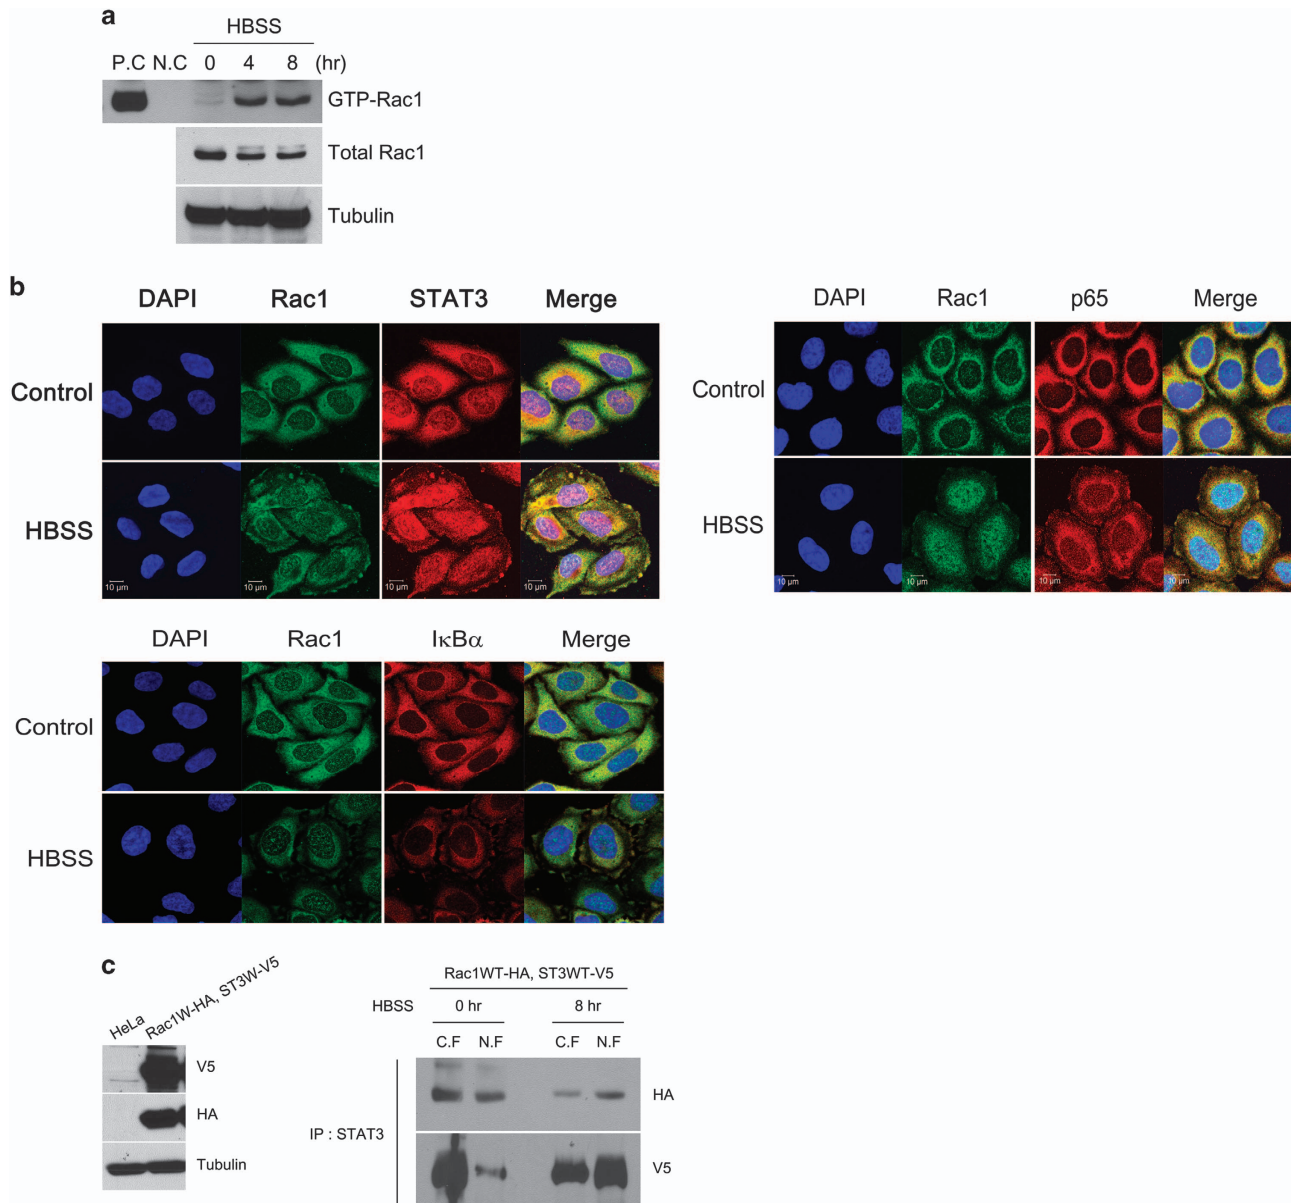 a
HBSS
P.C N.C 0 4 8 (hr)
GTP-Rac1
Total Rac1
Tubulin
b
DAPI Rac1 STAT3 Merge
Control
HBSS
10 µm 10 µm 10 µm 10 µm
DAPI Rac1 p65 Merge
Control
HBSS
10 µm 10 µm 10 µm 10 µm
DAPI Rac1 IκBα Merge
Control
HBSS
c
HeLa
Rac1W-HA, ST3W-V5
V5
HA
Tubulin
Rac1WT-HA, ST3WT-V5
HBSS 0 hr 8 hr
C.F N.F C.F N.F
HA
IP : STAT3
V5